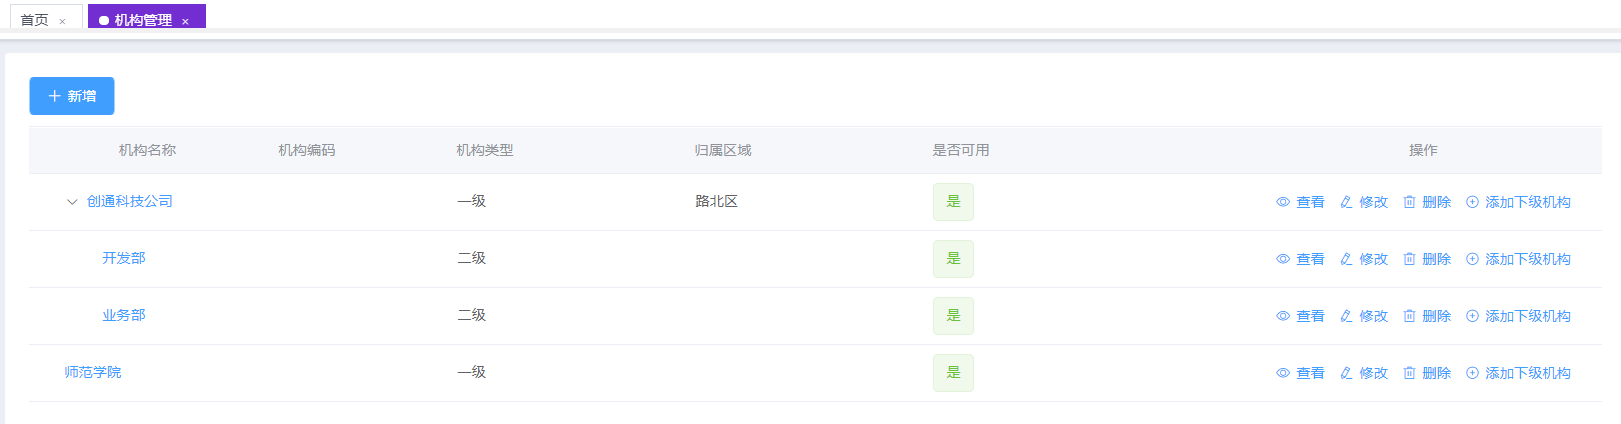 首页 × 机构管理 ×
新增
机构名称 机构编码 机构类型 归属区域 是否可用 操作
创通科技公司 一级 路北区 是 查看 修改 删除 添加下级机构
开发部 二级 是 查看 修改 删除 添加下级机构
业务部 二级 是 查看 修改 删除 添加下级机构
师范学院 一级 是 查看 修改 删除 添加下级机构